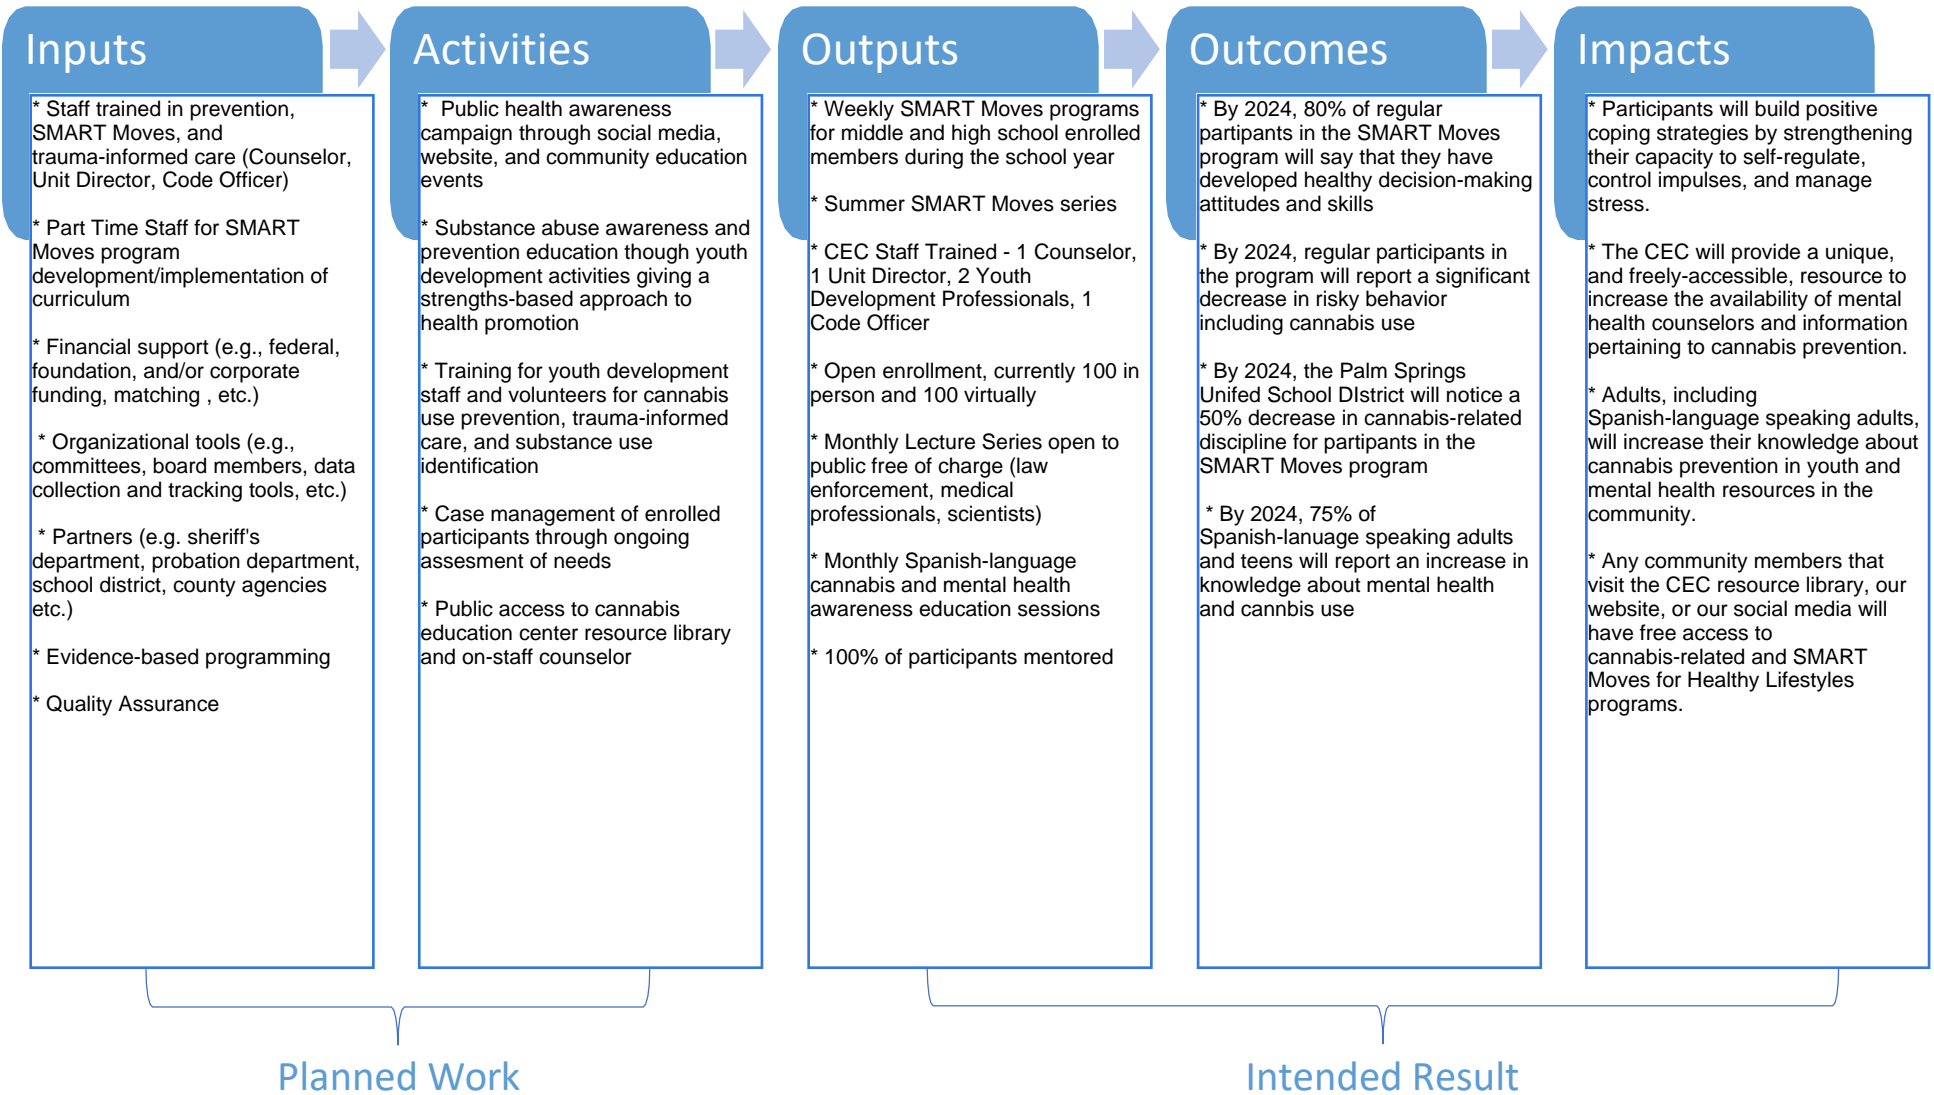 Inputs
* Staff trained in prevention,
SMART Moves, and
trauma-informed care (Counselor,
Unit Director, Code Officer)
* Part Time Staff for SMART
Moves program
development/implementation of
curriculum
* Financial support (e.g., federal,
foundation, and/or corporate
funding, matching , etc.)
* Organizational tools (e.g.,
committees, board members, data
collection and tracking tools, etc.)
* Partners (e.g. sheriff's
department, probation department,
school district, county agencies
etc.)
* Evidence-based programming
* Quality Assurance
Activities
* Public health awareness
campaign through social media,
website, and community education
events
* Substance abuse awareness and
prevention education though youth
development activities giving a
strengths-based approach to
health promotion
* Training for youth development
staff and volunteers for cannabis
use prevention, trauma-informed
care, and substance use
identification
* Case management of enrolled
participants through ongoing
assesment of needs
* Public access to cannabis
education center resource library
and on-staff counselor
Outputs
* Weekly SMART Moves programs
for middle and high school enrolled
members during the school year
* Summer SMART Moves series
* CEC Staff Trained - 1 Counselor,
1 Unit Director, 2 Youth
Development Professionals, 1
Code Officer
* Open enrollment, currently 100 in
person and 100 virtually
* Monthly Lecture Series open to
public free of charge (law
enforcement, medical
professionals, scientists)
* Monthly Spanish-language
cannabis and mental health
awareness education sessions
* 100% of participants mentored
Outcomes
* By 2024, 80% of regular
partipants in the SMART Moves
program will say that they have
developed healthy decision-making
attitudes and skills
* By 2024, regular participants in
the program will report a significant
decrease in risky behavior
including cannabis use
* By 2024, the Palm Springs
Unifed School DIstrict will notice a
50% decrease in cannabis-related
discipline for partipants in the
SMART Moves program
* By 2024, 75% of
Spanish-lanuage speaking adults
and teens will report an increase in
knowledge about mental health
and cannbis use
Impacts
* Participants will build positive
coping strategies by strengthening
their capacity to self-regulate,
control impulses, and manage
stress.
* The CEC will provide a unique,
and freely-accessible, resource to
increase the availability of mental
health counselors and information
pertaining to cannabis prevention.
* Adults, including
Spanish-language speaking adults,
will increase their knowledge about
cannabis prevention in youth and
mental health resources in the
community.
* Any community members that
visit the CEC resource library, our
website, or our social media will
have free access to
cannabis-related and SMART
Moves for Healthy Lifestyles
programs.
Planned Work
Intended Result